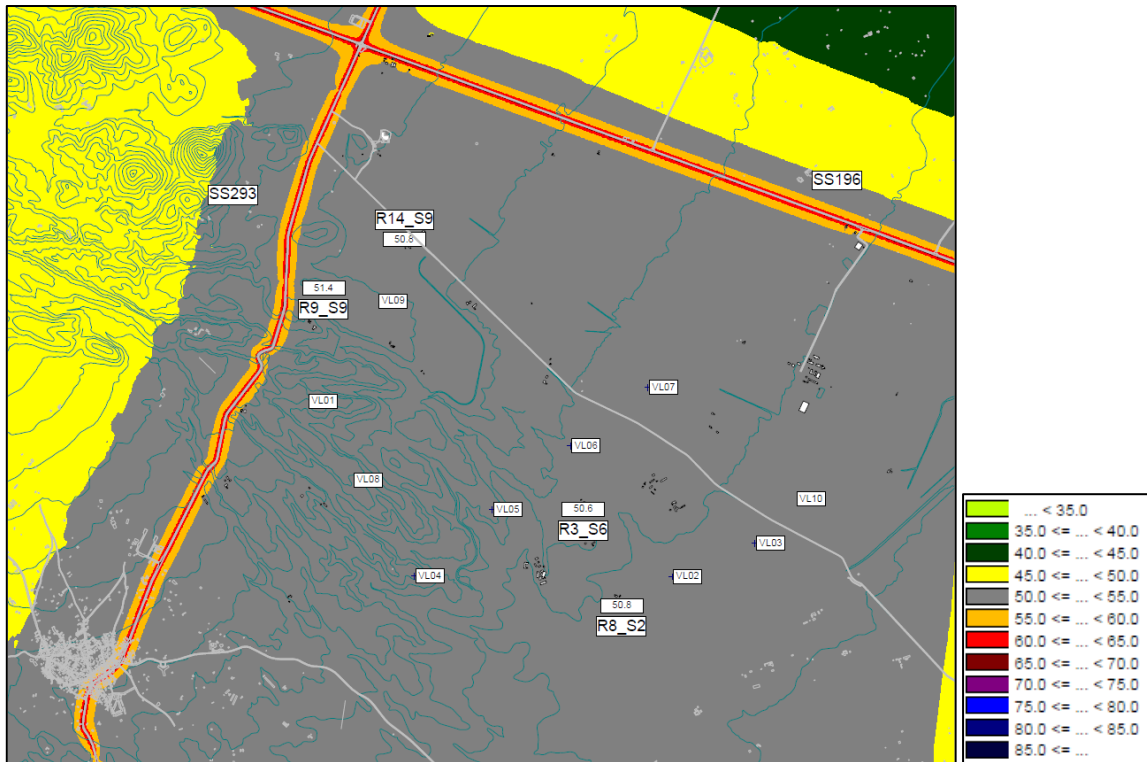 SS293
SS196
R14_S9
50.8
51.4
R9_S9
VL09
VL07
VL01
VL06
VL08
VL10
VL05
50.6
R3_S6
VL03
VL04
VL02
50.8
R8_S2
... < 35.0
35.0 <= ... < 40.0
40.0 <= ... < 45.0
45.0 <= ... < 50.0
50.0 <= ... < 55.0
55.0 <= ... < 60.0
60.0 <= ... < 65.0
65.0 <= ... < 70.0
70.0 <= ... < 75.0
75.0 <= ... < 80.0
80.0 <= ... < 85.0
85.0 <= ...